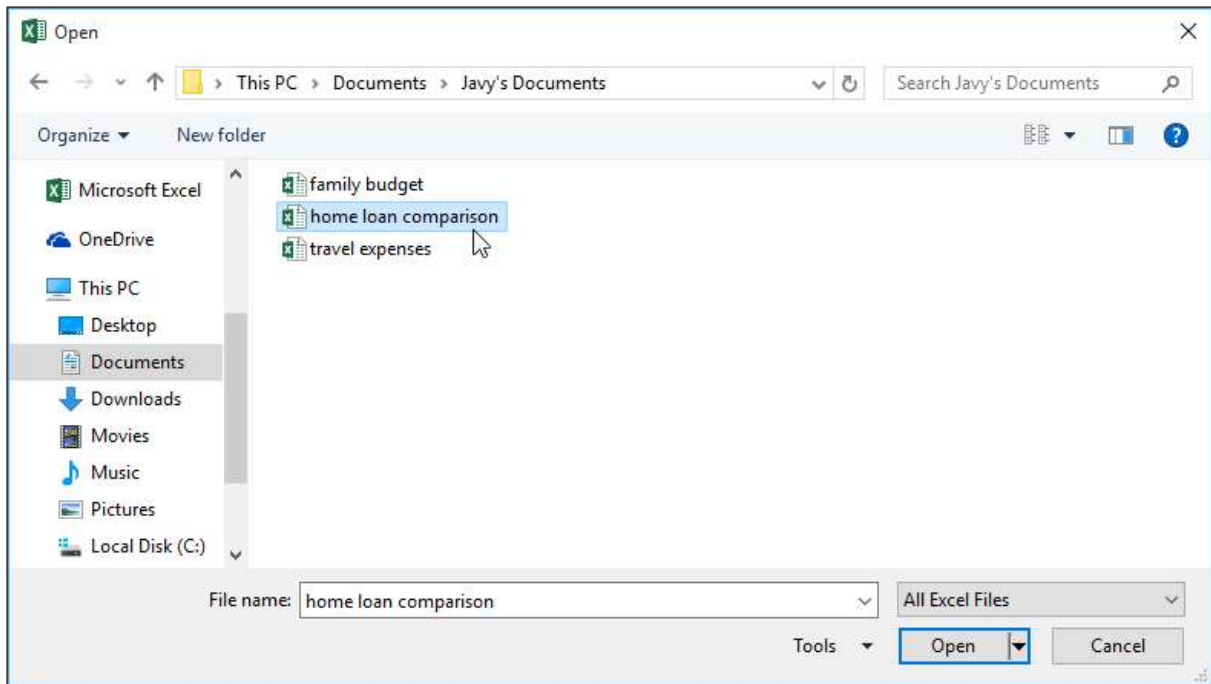 Open
This PC > Documents > Javy's Documents
Search Javy's Documents
Organize
New folder
Microsoft Excel
OneDrive
This PC
Desktop
Documents
Downloads
Movies
Music
Pictures
Local Disk (C:)
family budget
home loan comparison
travel expenses
File name: home loan comparison
All Excel Files
Tools
Open
Cancel